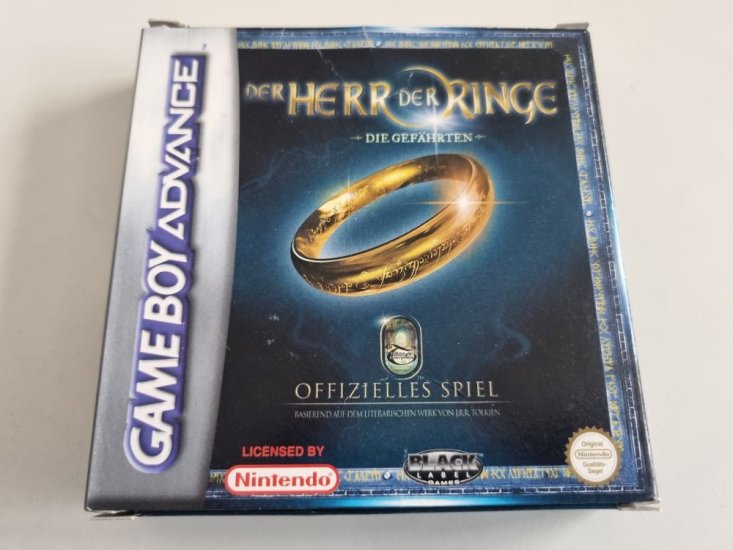 GAME BOY ADVANCE
DER HERR DER RINGE
DIE GEFÄHRTEN
OFFIZIELLES SPIEL
BASIEREND AUF DEM LITERARISCHEN WERK VON J.R.R. TOLKIEN
LICENSED BY
Nintendo
BLACK
LABEL
GAMES
Original
Nintendo
Qualitäts-
Siegel